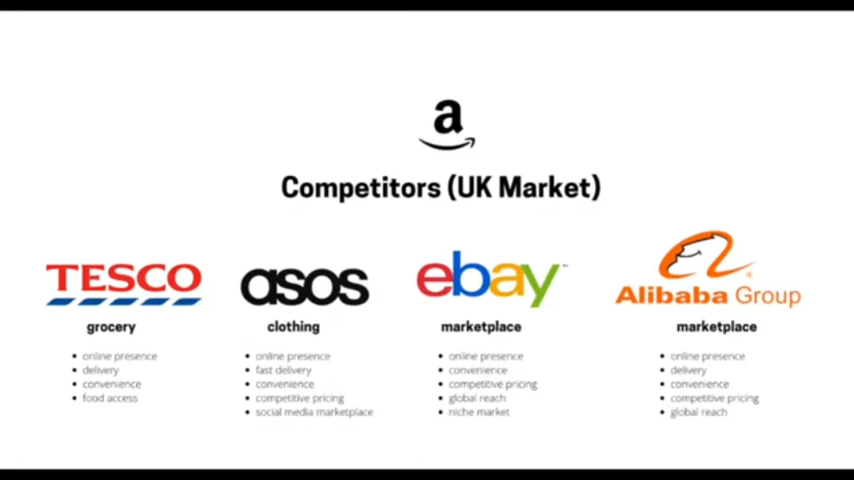 a
Competitors (UK Market)
TESCO
grocery
• online presence
• delivery
• convenience
• food access
asos
clothing
• online presence
• fast delivery
• convenience
• competitive pricing
• social media marketplace
ebay
marketplace
• online presence
• convenience
• competitive pricing
• global reach
• niche market
Alibaba Group
marketplace
• online presence
• delivery
• convenience
• competitive pricing
• global reach